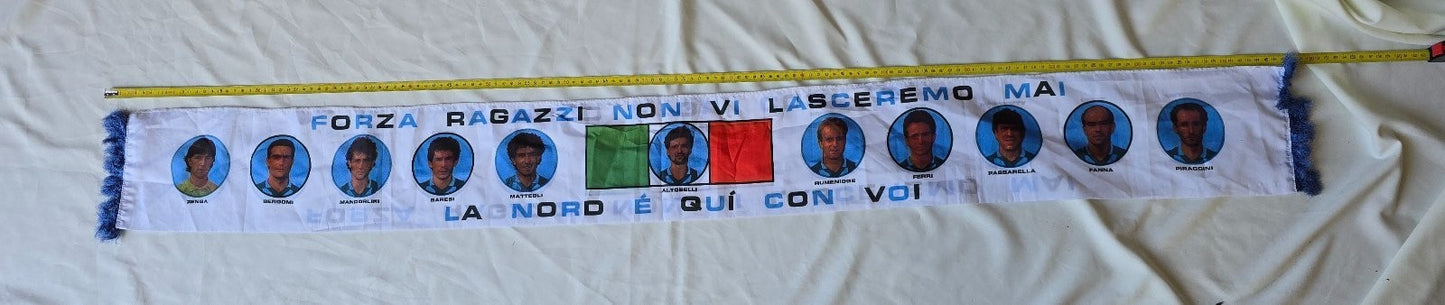 FORZA RAGAZZI NON VI LASCEREMO MAI
ZENGA BERGOMI MANDORLINI BARESI MATTEOLI ALTOBELLI RUMENIGGE FERRI PASSARELLA FANNA PIRACCINI
LA NORD É QUÍ CON VOI